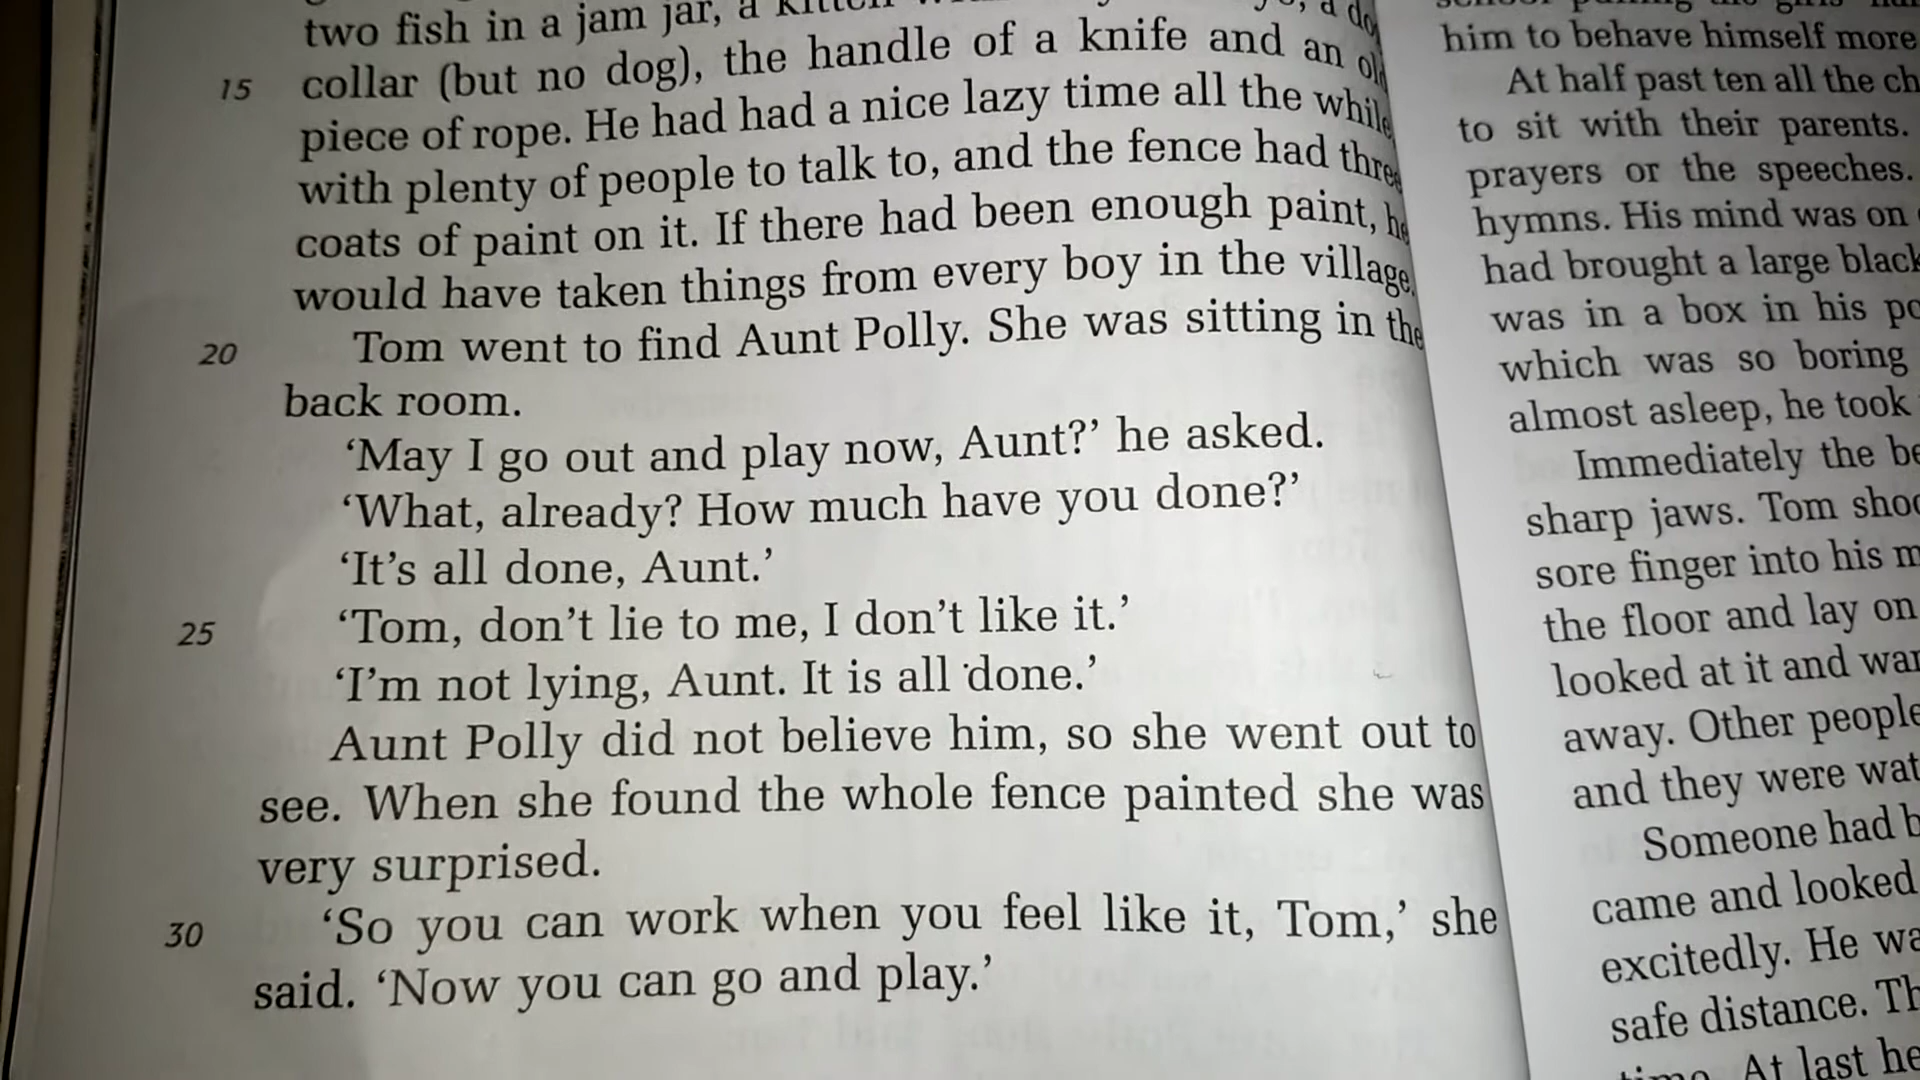 two fish in a jam jar, a kitten
15 collar (but no dog), the handle of a knife and an old
piece of rope. He had had a nice lazy time all the while
with plenty of people to talk to, and the fence had three
coats of paint on it. If there had been enough paint, he
would have taken things from every boy in the village.
20 Tom went to find Aunt Polly. She was sitting in the
back room.
‘May I go out and play now, Aunt?’ he asked.
‘What, already? How much have you done?’
‘It’s all done, Aunt.’
25 ‘Tom, don’t lie to me, I don’t like it.’
‘I’m not lying, Aunt. It is all done.’
Aunt Polly did not believe him, so she went out to
see. When she found the whole fence painted she was
very surprised.
30 ‘So you can work when you feel like it, Tom,’ she
said. ‘Now you can go and play.’
him to behave himself more
At half past ten all the
to sit with their parents.
prayers or the speeches.
hymns. His mind was on
had brought a large black
was in a box in his
which was so boring
almost asleep, he took
Immediately the
sharp jaws. Tom
sore finger into his
the floor and lay on
looked at it and
away. Other people
and they were
Someone had
came and looked
excitedly. He
safe distance.
At last he